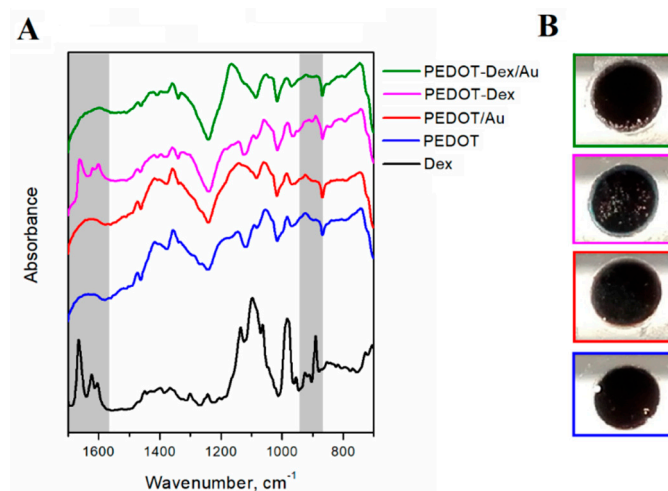 A
B
PEDOT-Dex/Au
PEDOT-Dex
PEDOT/Au
PEDOT
Dex
Absorbance
1600 1400 1200 1000 800
Wavenumber, cm-1